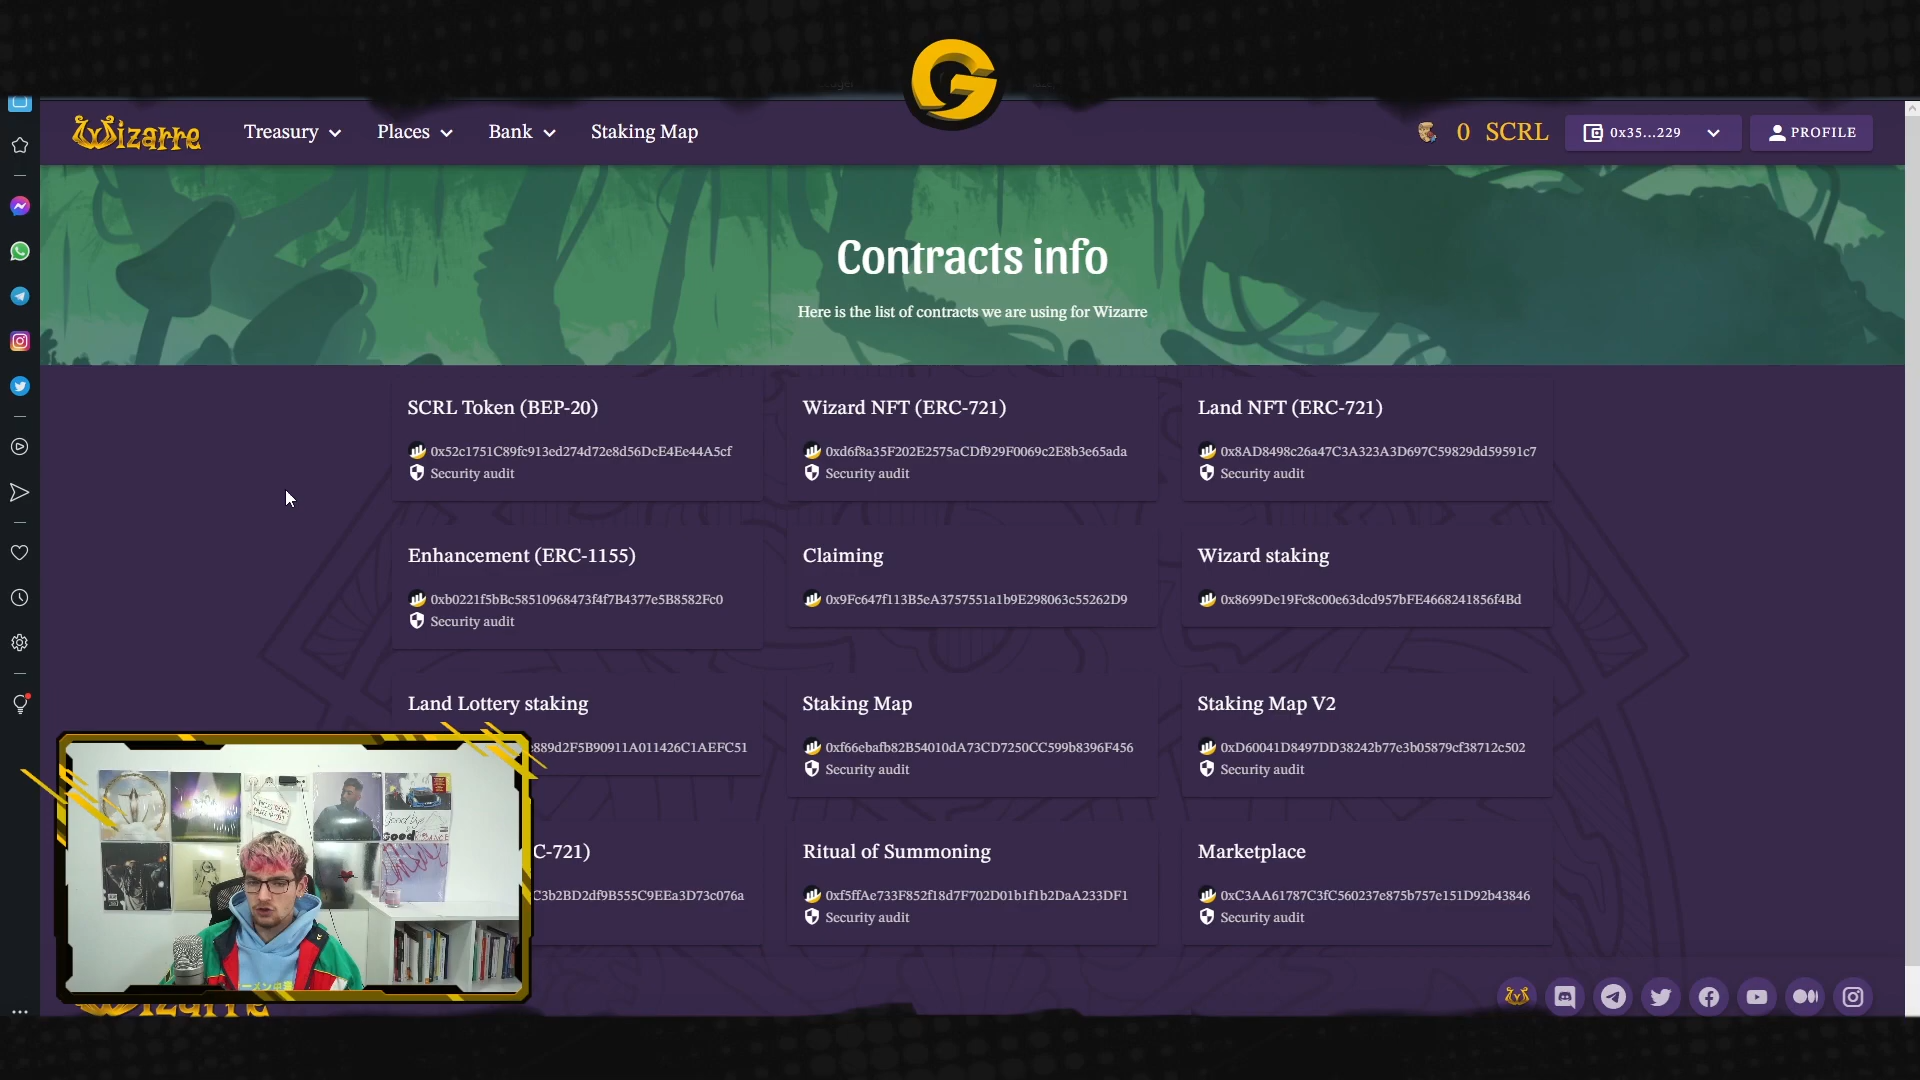 G
Wizarre
Treasury
Places
Bank
Staking Map
0 SCRL
0x35...229
PROFILE
Contracts info
Here is the list of contracts we are using for Wizarre
SCRL Token (BEP-20)
0x52c1751C89fc913ed274d72e8d56DcE4Ee44A5cf
Security audit
Wizard NFT (ERC-721)
0xd6f8a35F202E2575aCDf929F0069c2E8b3e65ada
Security audit
Land NFT (ERC-721)
0x8AD8498c26a47C3A323A3D697C59829dd59591c7
Security audit
Enhancement (ERC-1155)
0xb0221f5bBc58510968473f4f7B4377e5B8582Fc0
Security audit
Claiming
0x9Fc647f113B5eA3757551a1b9E298063c55262D9
Wizard staking
0x8699De19Fc8c00e63dcd957bFE4668241856f4Bd
Land Lottery staking
889d2F5B90911A011426C1AEFC51
Staking Map
0xf66ebafb82B54010dA73CD7250CC599b8396F456
Security audit
Staking Map V2
0xD60041D8497DD38242b77e3b05879cf38712c502
Security audit
C-721)
C3b2BD2df9B555C9EEa3D73c076a
Ritual of Summoning
0xf5ffAe733F852f18d7F702D01b1f1b2DaA233DF1
Security audit
Marketplace
0xC3AA61787C3fC560237e875b757e151D92b43846
Security audit
Wizarre